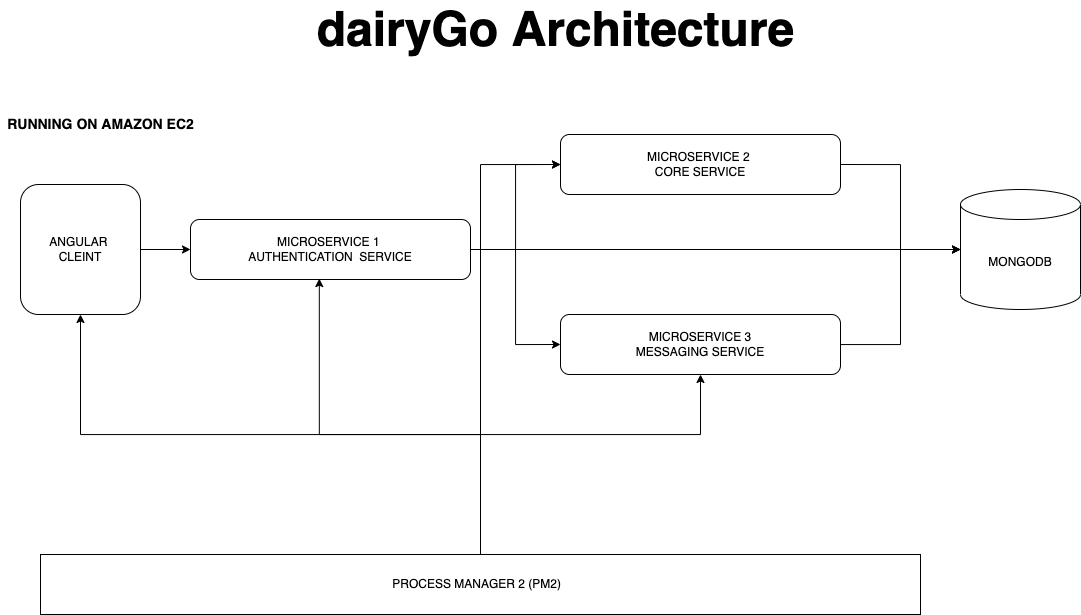 dairyGo Architecture
RUNNING ON AMAZON EC2
ANGULAR
CLEINT
MICROSERVICE 1
AUTHENTICATION SERVICE
MICROSERVICE 2
CORE SERVICE
MICROSERVICE 3
MESSAGING SERVICE
MONGODB
PROCESS MANAGER 2 (PM2)